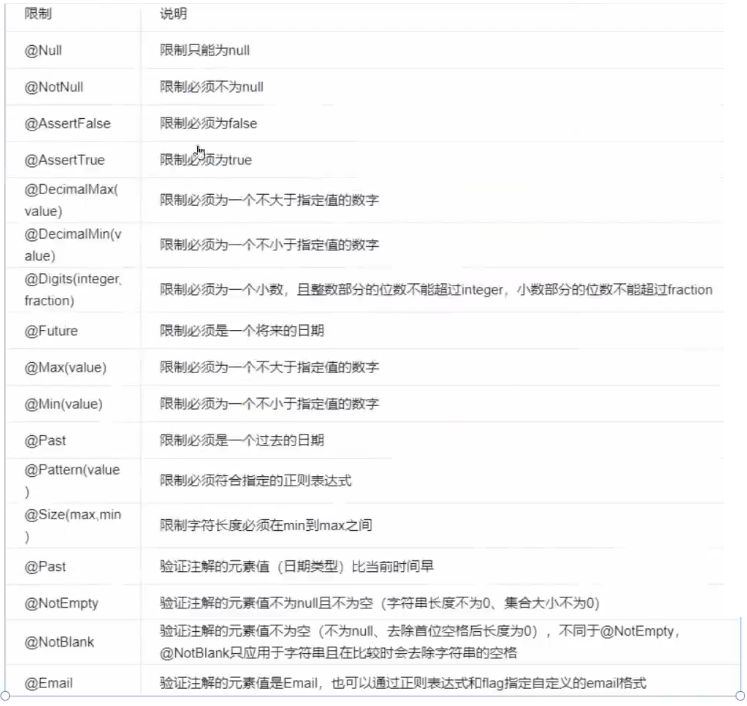 限制 说明
@Null 限制只能为null
@NotNull 限制必须不为null
@AssertFalse 限制必须为false
@AssertTrue 限制必须为true
@DecimalMax(
value) 限制必须为一个不大于指定值的数字
@DecimalMin(v
alue) 限制必须为一个不小于指定值的数字
@Digits(integer,
fraction) 限制必须为一个小数，且整数部分的位数不能超过integer，小数部分的位数不能超过fraction
@Future 限制必须是一个将来的日期
@Max(value) 限制必须为一个不大于指定值的数字
@Min(value) 限制必须为一个不小于指定值的数字
@Past 限制必须是一个过去的日期
@Pattern(value
) 限制必须符合指定的正则表达式
@Size(max,min
) 限制字符长度必须在min到max之间
@Past 验证注解的元素值（日期类型）比当前时间早
@NotEmpty 验证注解的元素值不为null且不为空（字符串长度不为0、集合大小不为0）
@NotBlank 验证注解的元素值不为空（不为null、去除首位空格后长度为0），不同于@NotEmpty，
@NotBlank只应用于字符串且在比较时会去除字符串的空格
@Email 验证注解的元素值是Email，也可以通过正则表达式和flag指定自定义的email格式